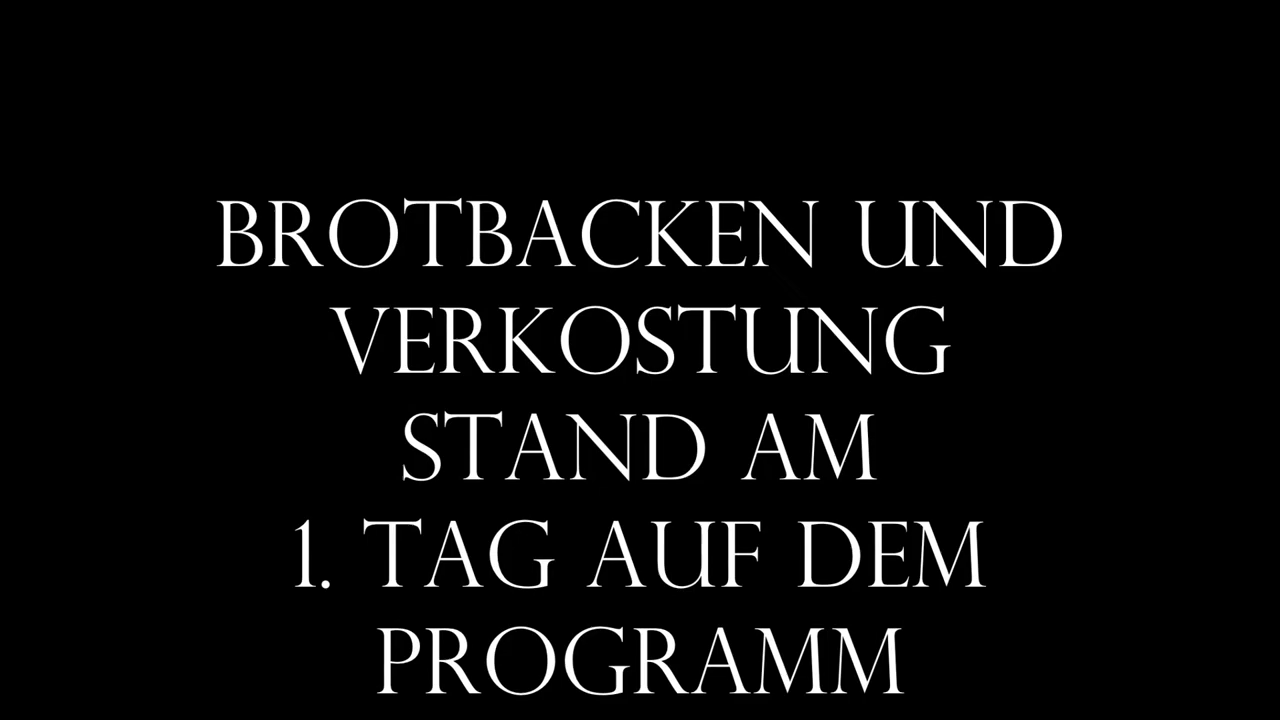 BROTBACKEN UND
VERKOSTUNG
STAND AM
1. TAG AUF DEM
PROGRAMM